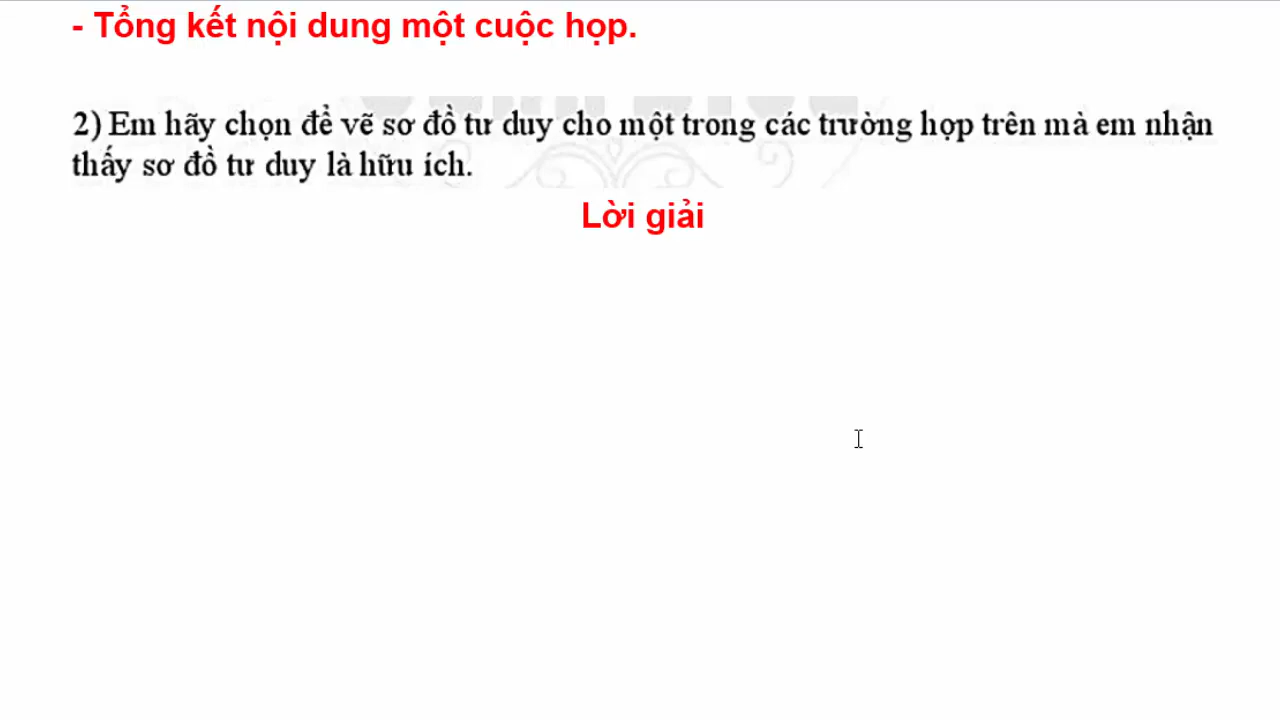 - Tổng kết nội dung một cuộc họp.
2) Em hãy chọn để vẽ sơ đồ tư duy cho một trong các trường hợp trên mà em nhận
thấy sơ đồ tư duy là hữu ích.
Lời giải